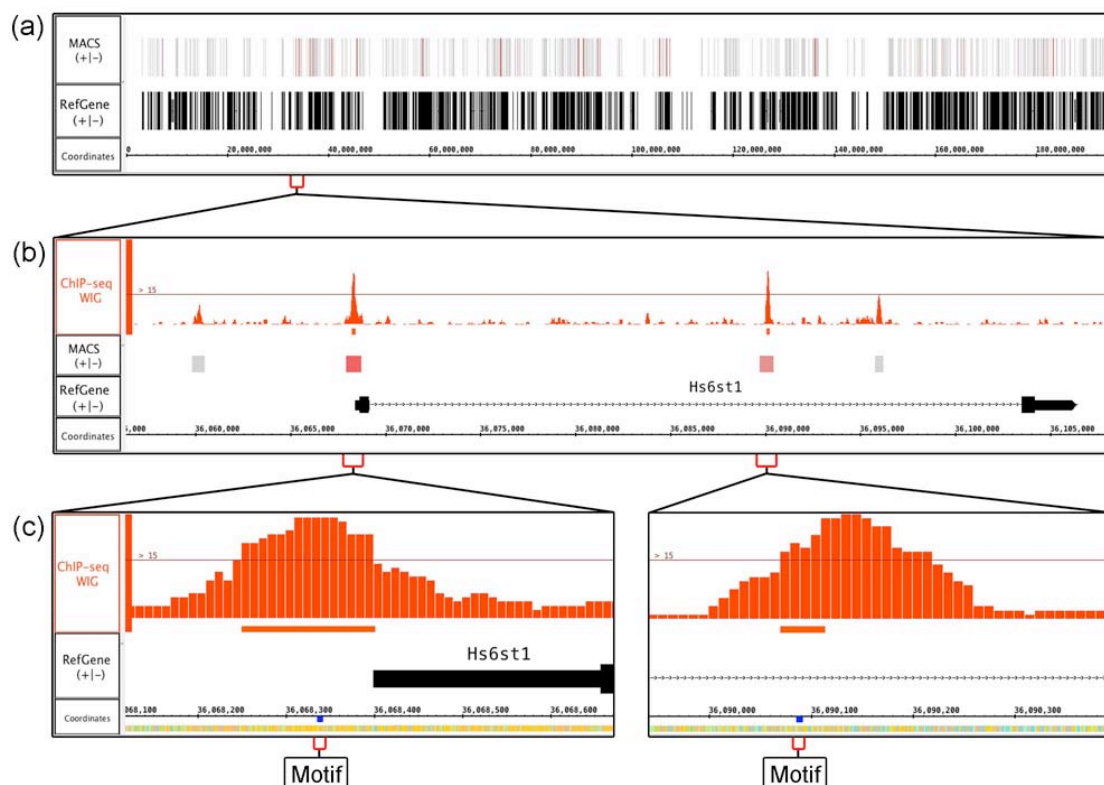 (a)
MACS
(+|-)
RefGene
(+|-)
Coordinates
0 20,000,000 40,000,000 60,000,000 80,000,000 100,000,000 120,000,000 140,000,000 160,000,000 180,000,000
(b)
ChIP-seq
WIG
> 15
MACS
(+|-)
RefGene
(+|-)
Hs6st1
Coordinates
,000 36,060,000 36,065,000 36,070,000 36,075,000 36,080,000 36,085,000 36,090,000 36,095,000 36,100,000 36,105,000
(c)
ChIP-seq
WIG
> 15
> 15
RefGene
(+|-)
Hs6st1
Coordinates
068,100 36,068,200 36,068,300 36,068,400 36,068,500 36,068,600
36,090,000 36,090,100 36,090,200 36,090,300
Motif
Motif